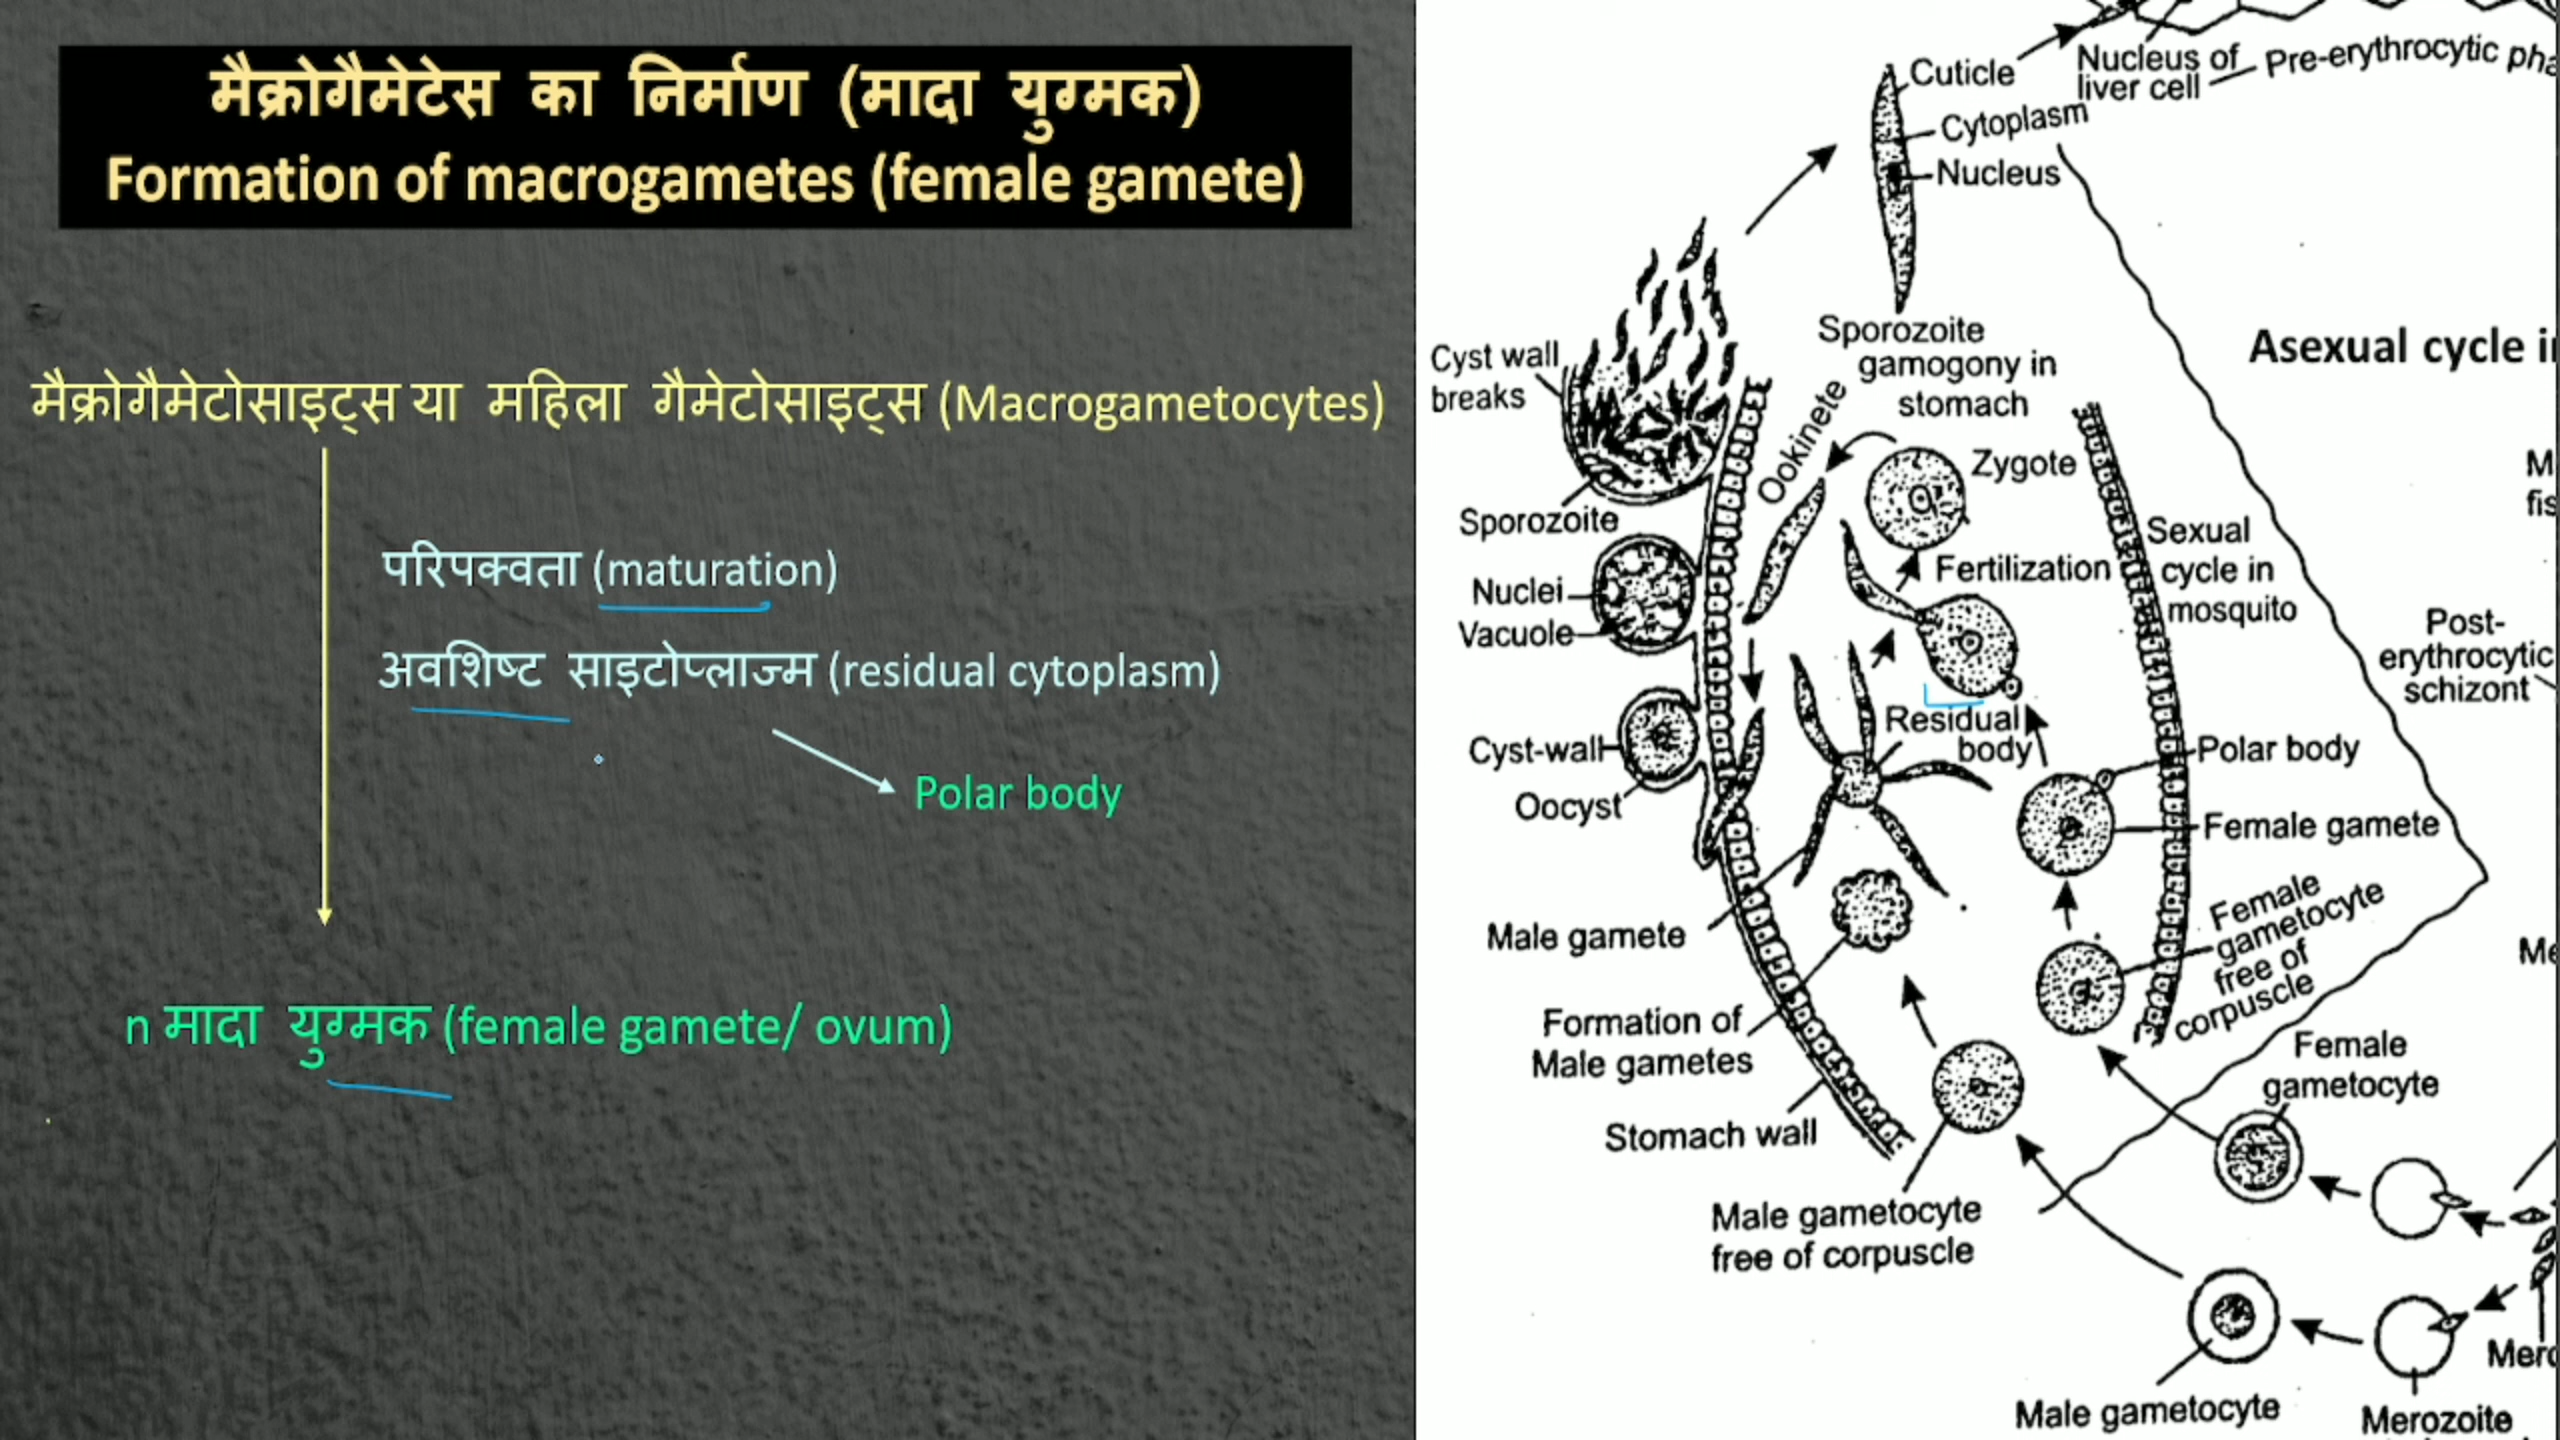 मैक्रोगैमेटेस का निर्माण (मादा युग्मक)
Formation of macrogametes (female gamete)
मैक्रोगैमेटोसाइट्स या महिला गैमेटोसाइट्स (Macrogametocytes)
परिपक्वता (maturation)
अवशिष्ट साइटोप्लाज्म (residual cytoplasm)
Polar body
n मादा युग्मक (female gamete/ ovum)
Cuticle
Nucleus of
liver cell
Pre-erythrocytic pha
Cytoplasm
Nucleus
Sporozoite
gamogony in
stomach
Asexual cycle i
Cyst wall
breaks
Ookinete
Zygote
M
fis
Sporozoite
Sexual
cycle in
mosquito
Fertilization
Nuclei
Vacuole
Post-
erythrocytic
schizont
Residual
body
Cyst-wall
Oocyst
Polar body
Female gamete
Female
gametocyte
free of
corpuscle
Male gamete
Me
Formation of
Male gametes
Female
gametocyte
Stomach wall
Male gametocyte
free of corpuscle
Mero
Male gametocyte
Merozoite